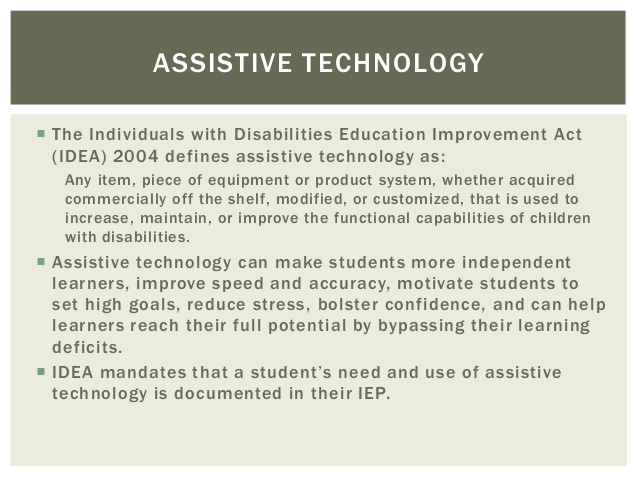 ASSISTIVE TECHNOLOGY
The Individuals with Disabilities Education Improvement Act
(IDEA) 2004 defines assistive technology as:
Any item, piece of equipment or product system, whether acquired
commercially off the shelf, modified, or customized, that is used to
increase, maintain, or improve the functional capabilities of children
with disabilities.
Assistive technology can make students more independent
learners, improve speed and accuracy, motivate students to
set high goals, reduce stress, bolster confidence, and can help
learners reach their full potential by bypassing their learning
deficits.
IDEA mandates that a student’s need and use of assistive
technology is documented in their IEP.